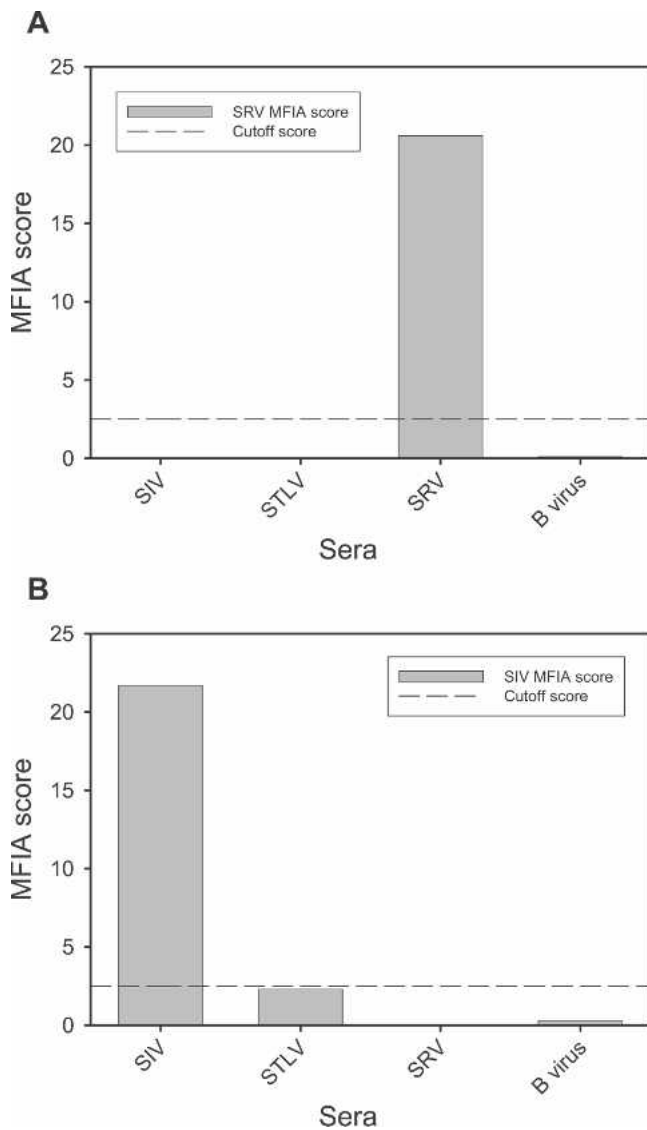 A
25
20
15
10
5
0
MFIA score
SRV MFIA score
Cutoff score
SIV
STLV
SRV
B virus
Sera
B
25
20
15
10
5
0
MFIA score
SIV MFIA score
Cutoff score
SIV
STLV
SRV
B virus
Sera